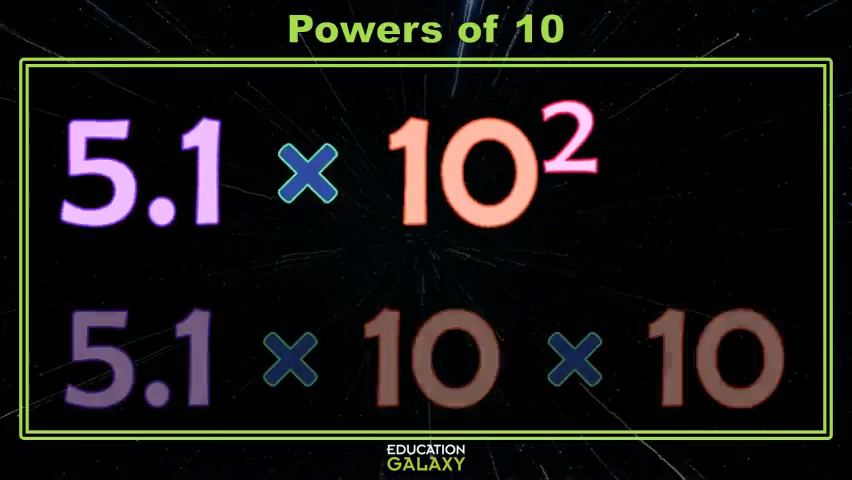 Powers of 10
5.1 × 10²
5.1 × 10 × 10
EDUCATION
GALAXY